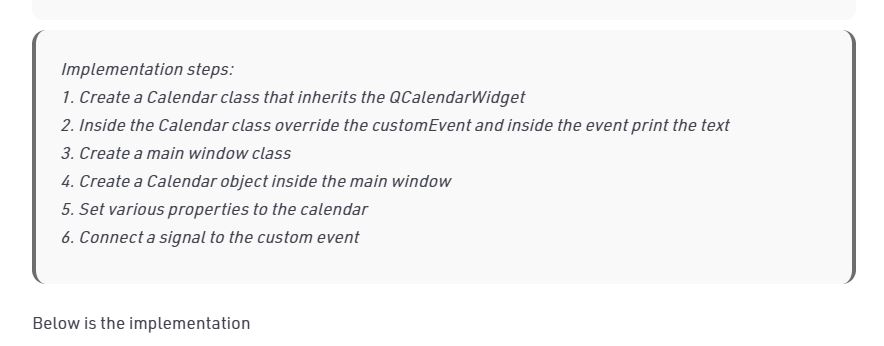 Implementation steps:
1. Create a Calendar class that inherits the QCalendarWidget
2. Inside the Calendar class override the customEvent and inside the event print the text
3. Create a main window class
4. Create a Calendar object inside the main window
5. Set various properties to the calendar
6. Connect a signal to the custom event
Below is the implementation